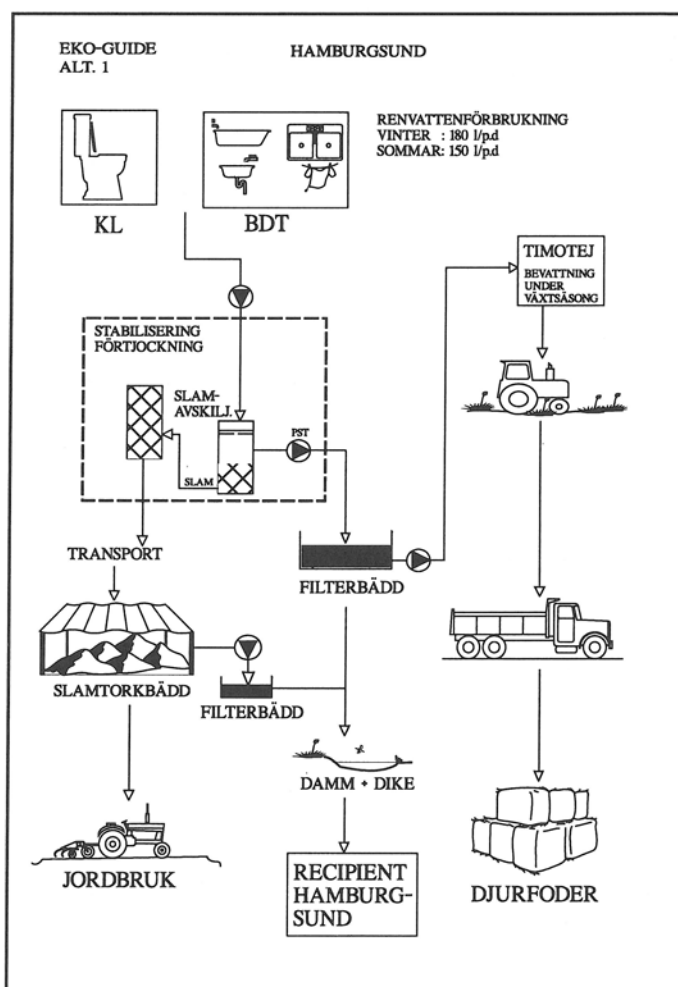 EKO-GUIDE
ALT. 1
HAMBURGSUND
RENVATTENFÖRBRUKNING
VINTER : 180 l/p.d
SOMMAR: 150 l/p.d
KL
BDT
TIMOTEJ
BEVATTNING
UNDER
VÄXTSÄSONG
STABILISERING
FÖRTJOCKNING
SLAM-
AVSKILJ.
PST
SLAM
TRANSPORT
FILTERBÄDD
SLAMTORKBÄDD
FILTERBÄDD
DAMM + DIKE
JORDBRUK
RECIPIENT
HAMBURG-
SUND
DJURFODER